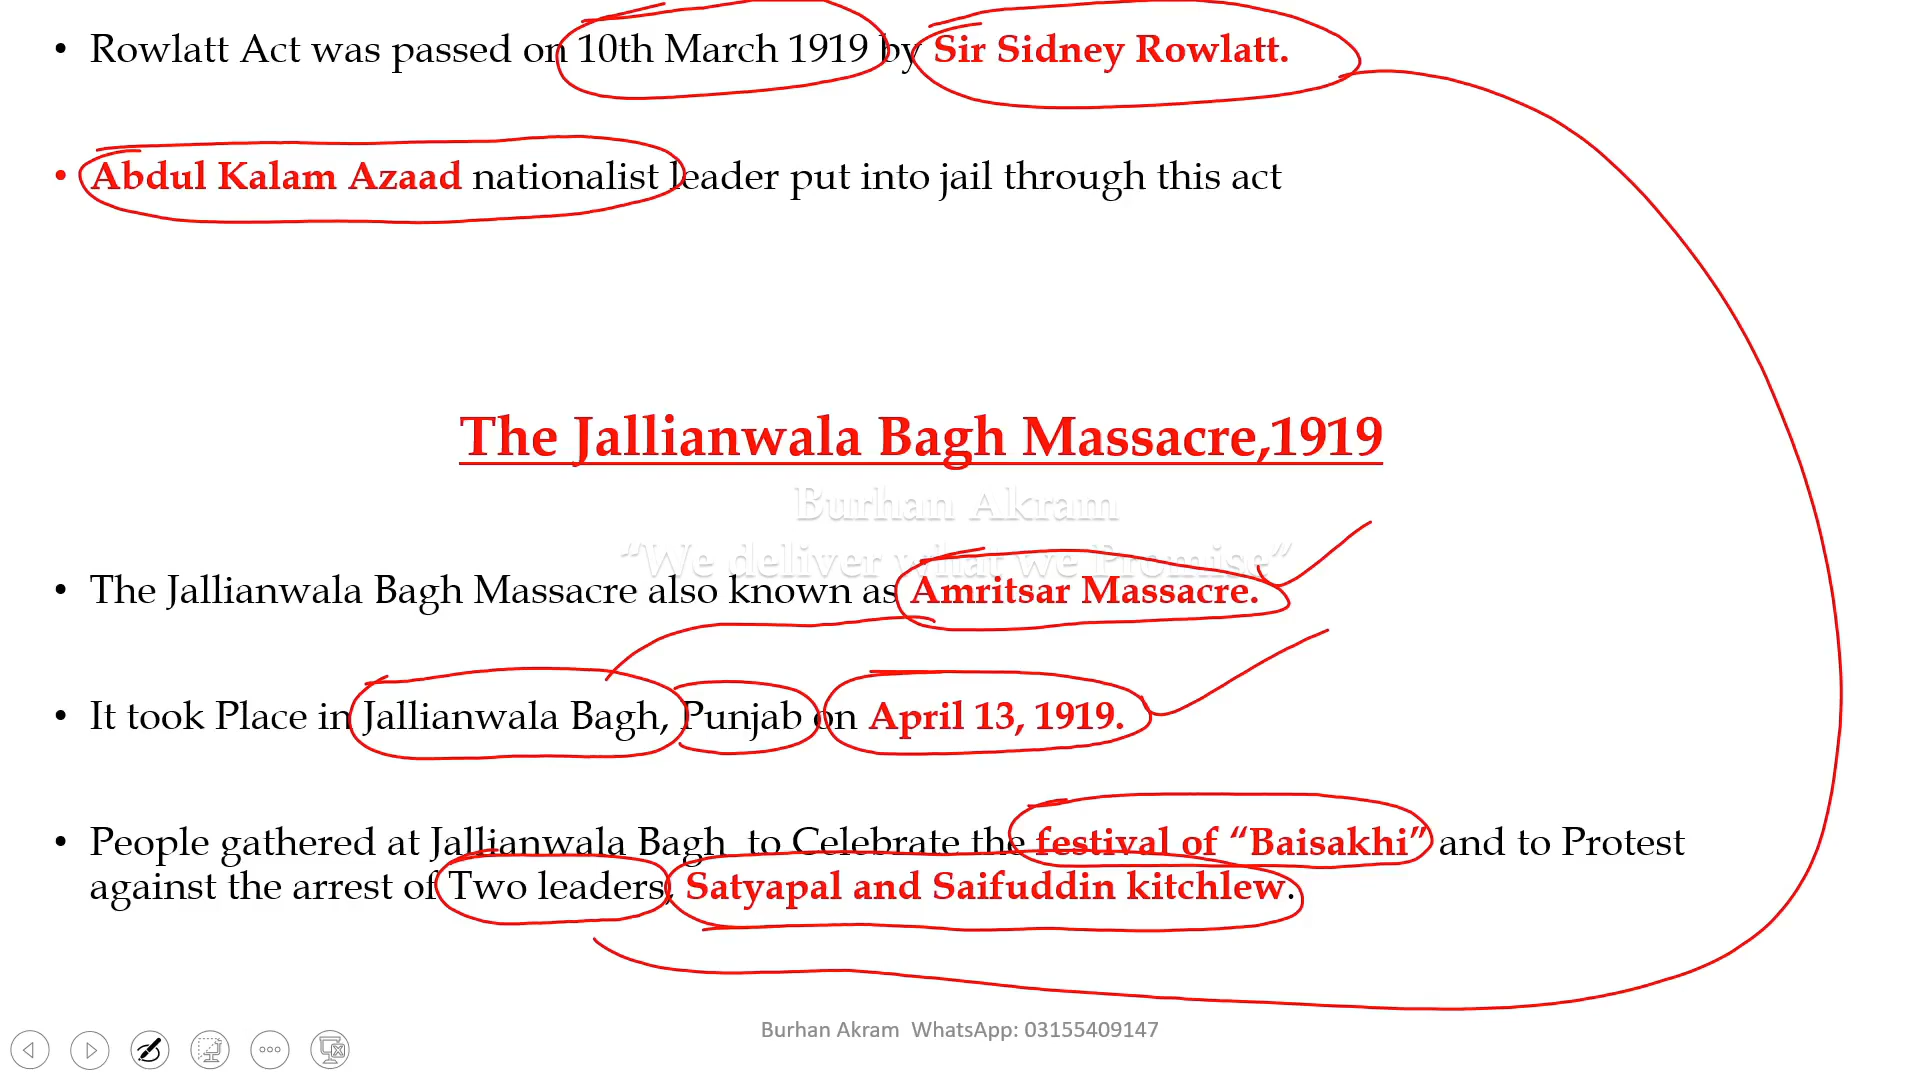 • Rowlatt Act was passed on 10th March 1919 by Sir Sidney Rowlatt.
• Abdul Kalam Azaad nationalist leader put into jail through this act
The Jallianwala Bagh Massacre,1919
Burhan Akram
“We deliver what we Promise”
• The Jallianwala Bagh Massacre also known as Amritsar Massacre.
• It took Place in Jallianwala Bagh, Punjab on April 13, 1919.
• People gathered at Jallianwala Bagh to Celebrate the festival of “Baisakhi” and to Protest
against the arrest of Two leaders, Satyapal and Saifuddin kitchlew.
Burhan Akram WhatsApp: 03155409147